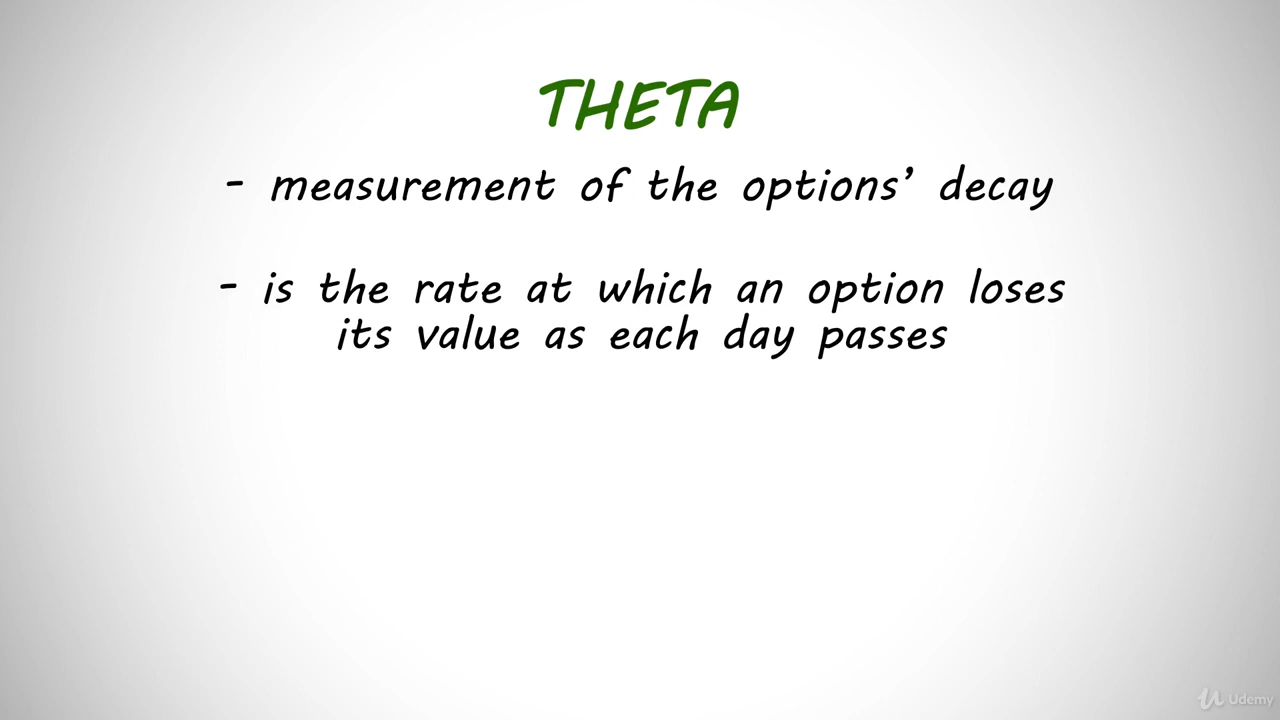 THETA
- measurement of the options’ decay
- is the rate at which an option loses
its value as each day passes
Udemy